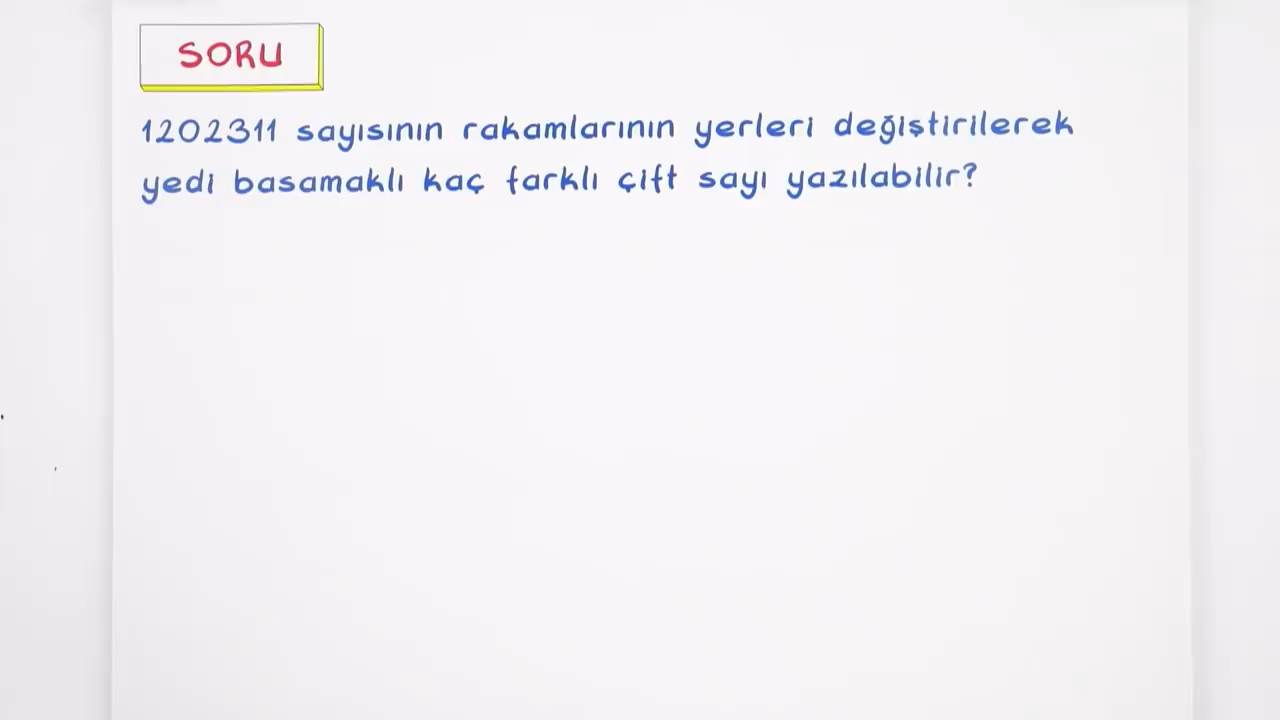 SORU
1202311 sayısının rakamlarının yerleri değiştirilerek
yedi basamaklı kaç farklı çift sayı yazılabilir?